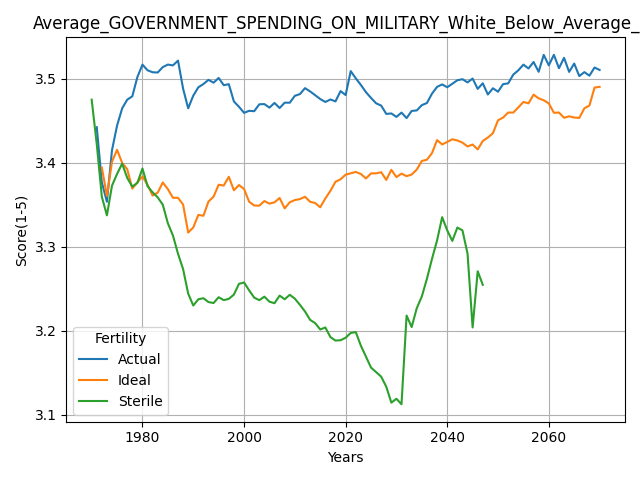 Average_GOVERNMENT_SPENDING_ON_MILITARY_White_Below_Average_
Score(1-5)
3.5
3.4
3.3
3.2
3.1
Fertility
Actual
Ideal
Sterile
1980 2000 2020 2040 2060
Years